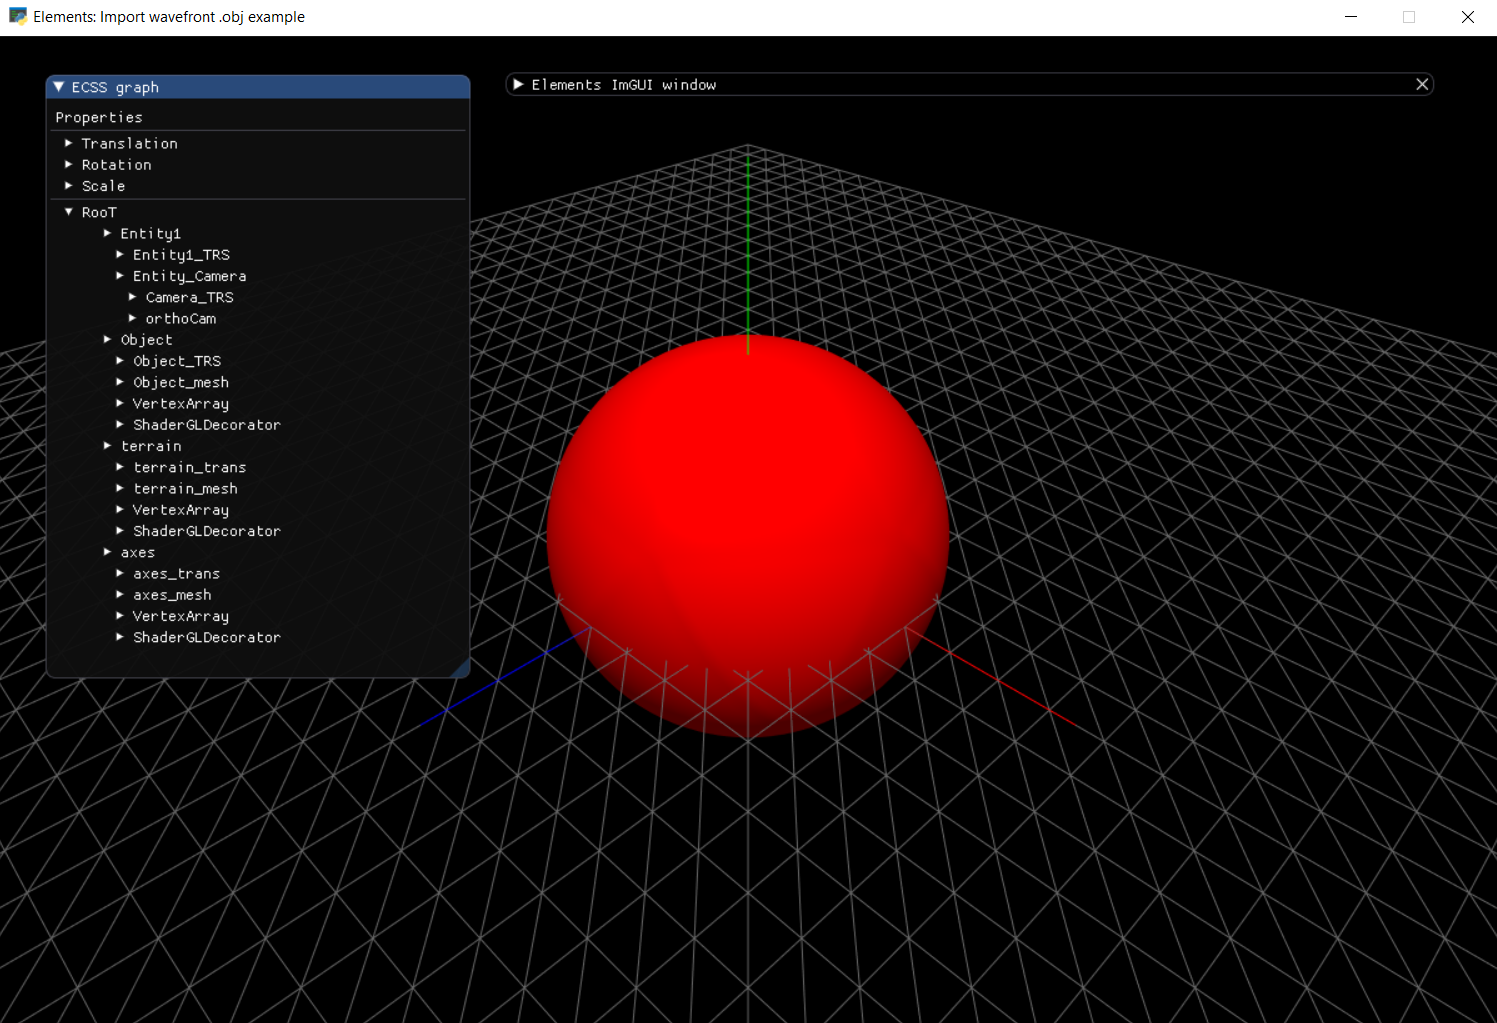 Elements: Import wavefront .obj example
ECSS graph
Elements ImGUI window
Properties
Translation
Rotation
Scale
RooT
Entity1
Entity1_TRS
Entity_Camera
Camera_TRS
orthoCam
Object
Object_TRS
Object_mesh
VertexArray
ShaderGLDecorator
terrain
terrain_trans
terrain_mesh
VertexArray
ShaderGLDecorator
axes
axes_trans
axes_mesh
VertexArray
ShaderGLDecorator